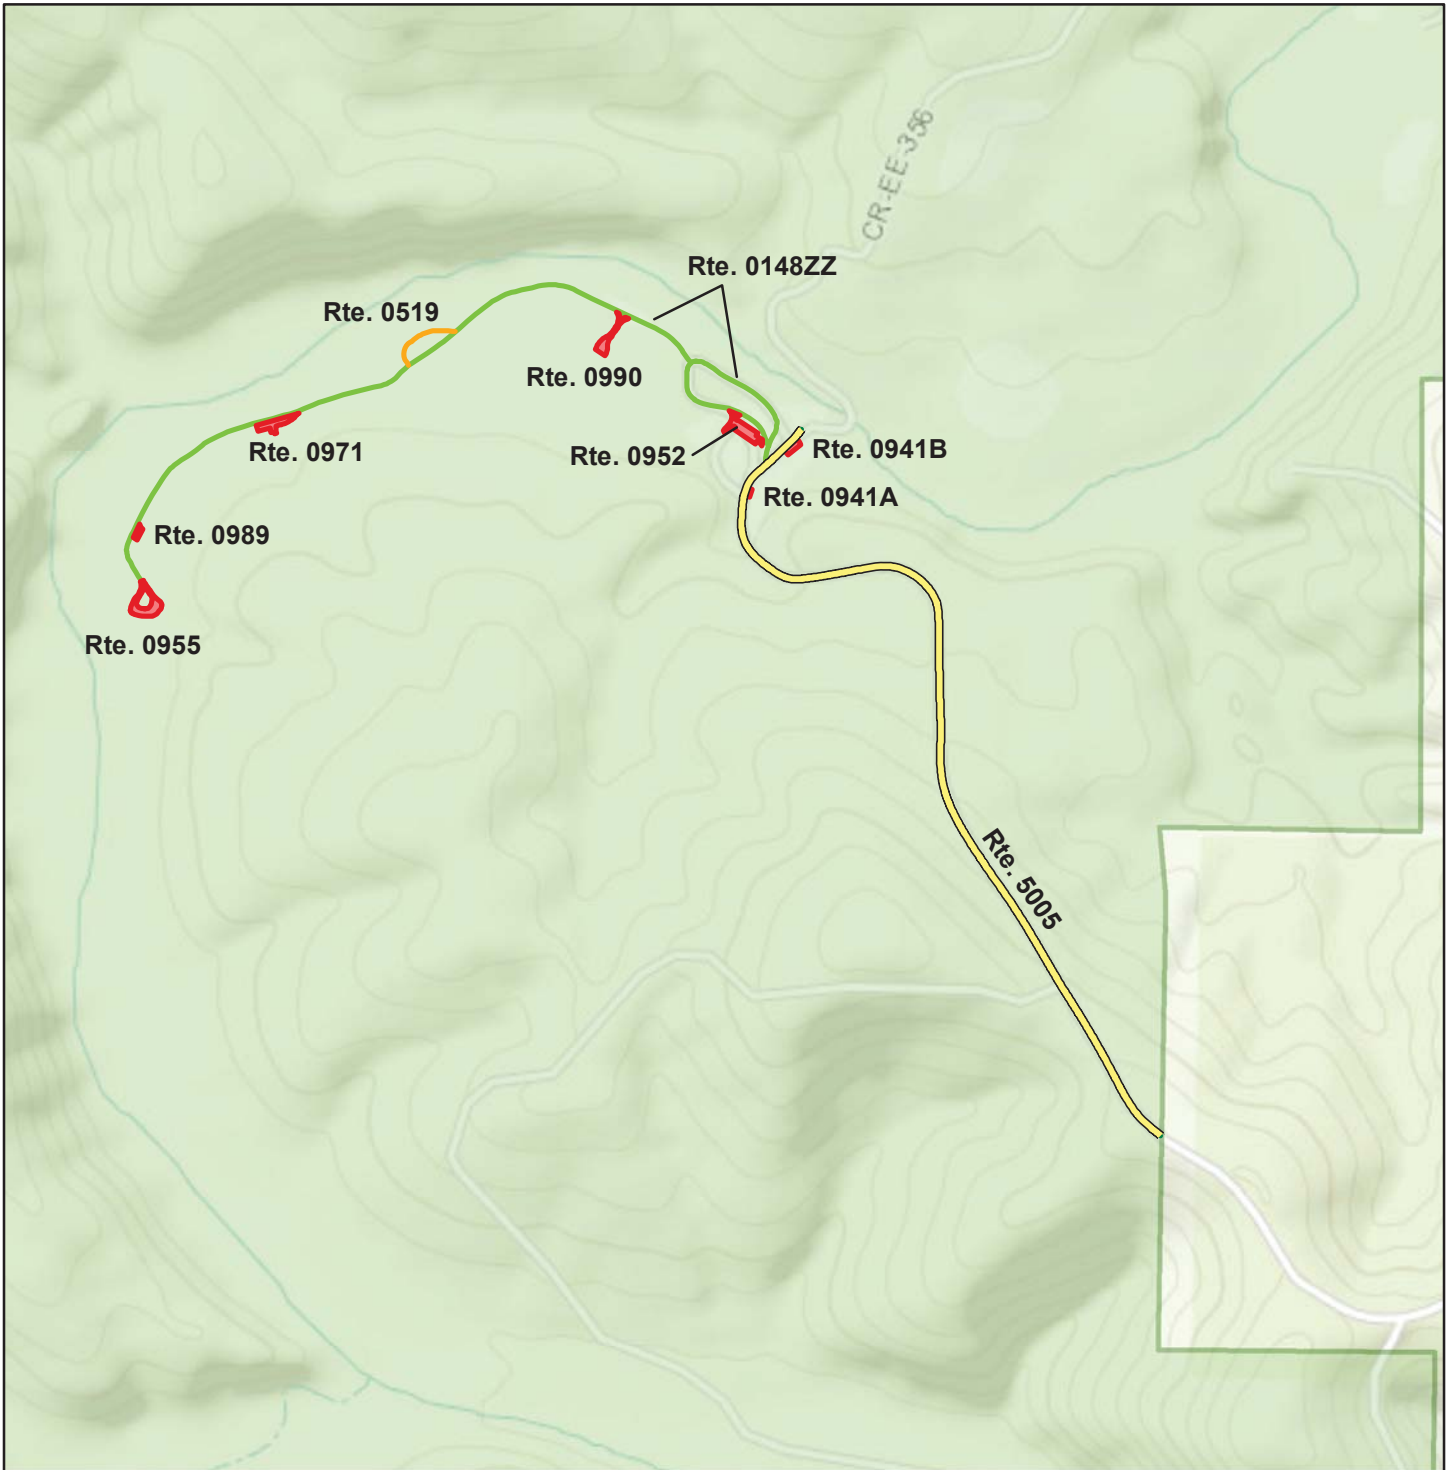 CR-EE-356
Rte. 0148ZZ
Rte. 0519
Rte. 0990
Rte. 0971
Rte. 0952
Rte. 0941B
Rte. 0941A
Rte. 0989
Rte. 0955
Rte. 5005